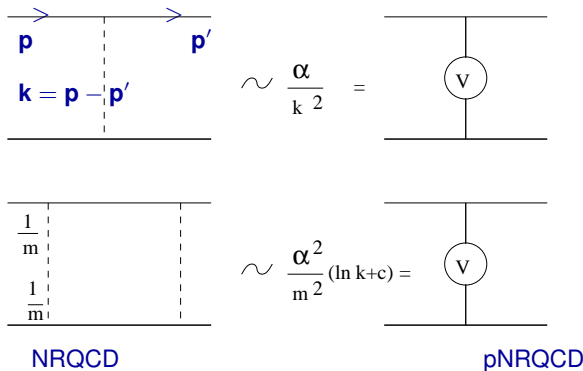 p p′
∼ α/k² = V
k = p − p′
1/m
∼ α²/m² (ln k+c) = V
1/m
NRQCD pNRQCD